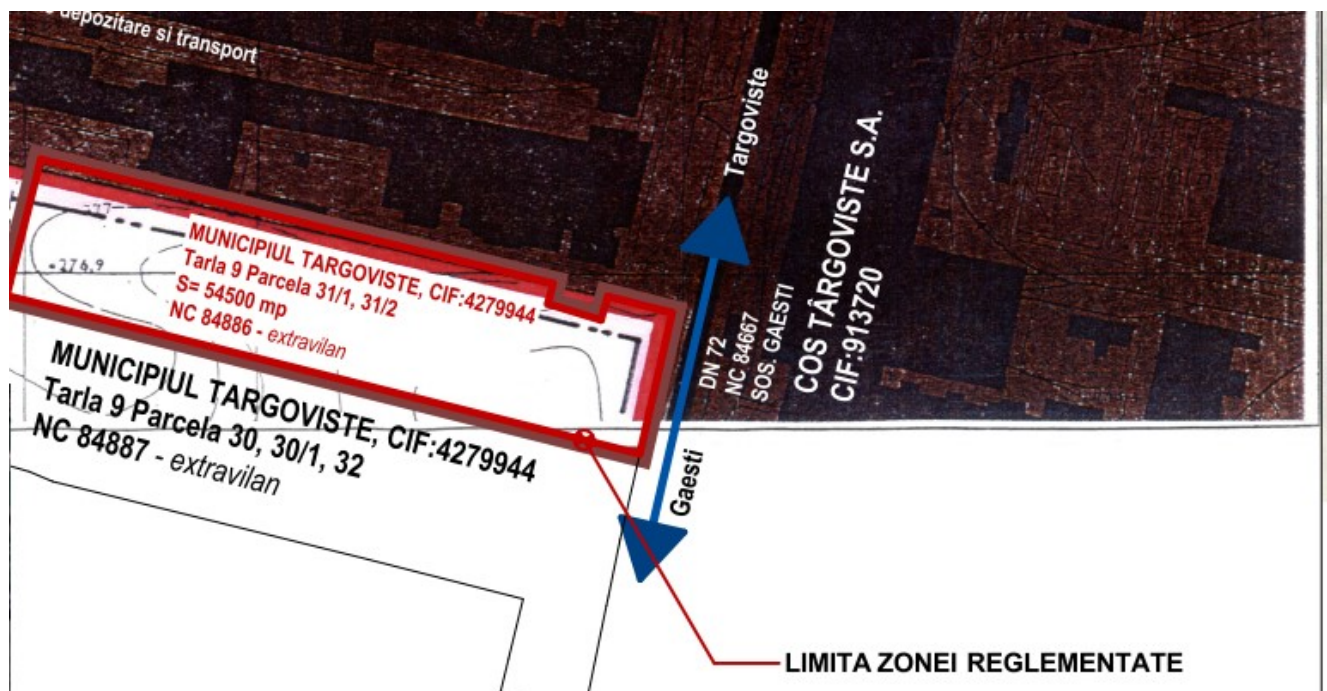 depozitare si transport
Targoviste
COS TÂRGOVISTE S.A.
CIF:913720
DN 72
NC 84667
SOS. GAESTI
276,9
MUNICIPIUL TARGOVISTE, CIF:4279944
Tarla 9 Parcela 31/1, 31/2
S= 54500 mp
NC 84886 - extravilan
MUNICIPIUL TARGOVISTE, CIF:4279944
Tarla 9 Parcela 30, 30/1, 32
NC 84887 - extravilan
Gaesti
LIMITA ZONEI REGLEMENTATE